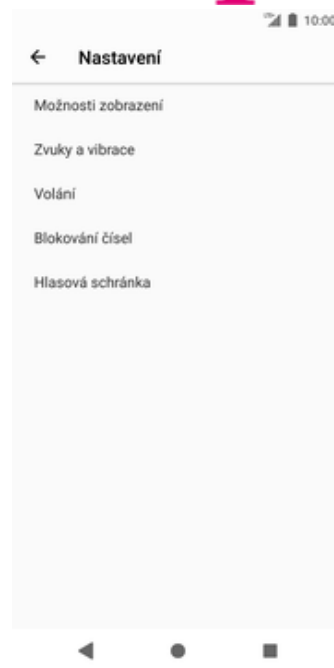 10:00
Nastavení
Možnosti zobrazení
Zvuky a vibrace
Volání
Blokování čísel
Hlasová schránka